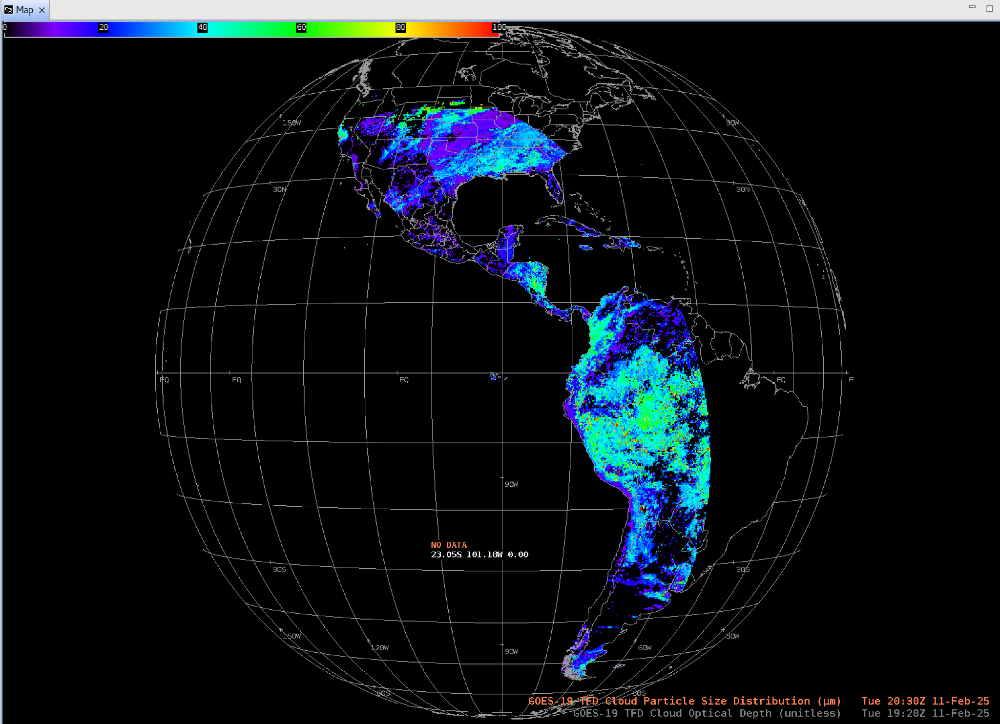 Map
0 20 40 60 80 100
150W 30W
30N 30N
EQ EQ EQ EQ E
90W
NO DATA
23.05S 101.18W 0.00
30S 30S
150W 30W
120W 90W 60W
60S 60S
GOES-19 TFD Cloud Particle Size Distribution (µm) Tue 20:30Z 11-Feb-25
GOES-19 TFD Cloud Optical Depth (unitless) Tue 19:20Z 11-Feb-25